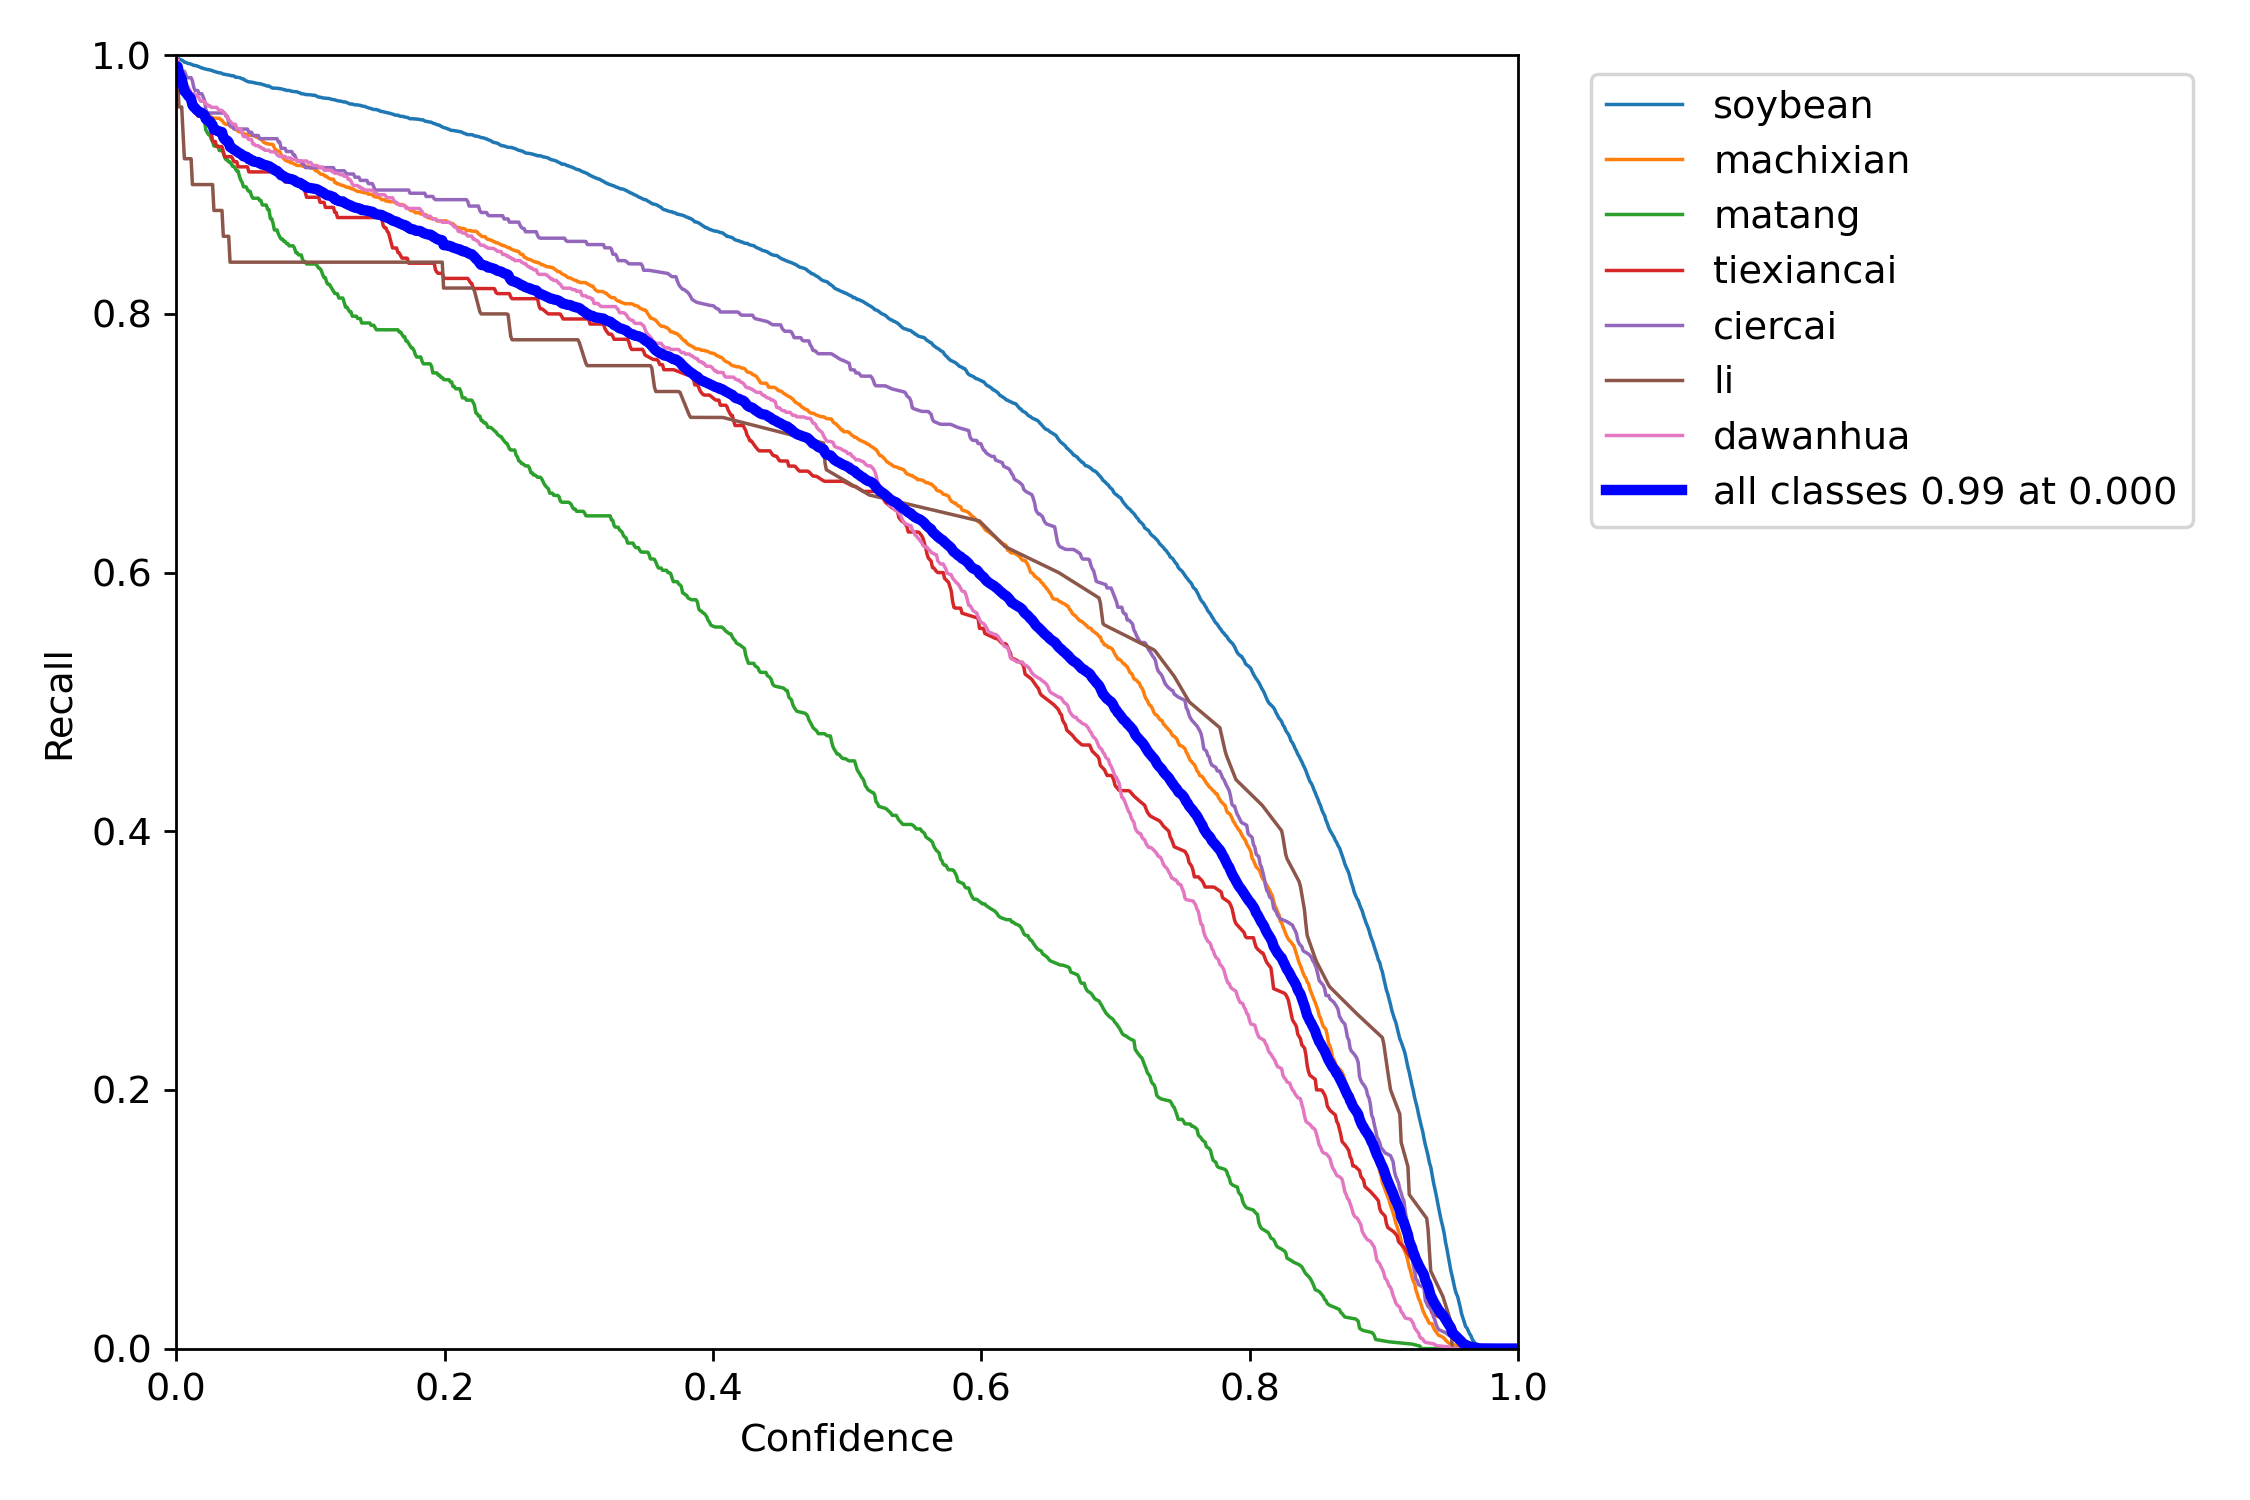 1.0
0.8
0.6
0.4
0.2
0.0
0.0 0.2 0.4 0.6 0.8 1.0
Recall
Confidence
soybean
machixian
matang
tiexiancai
ciercai
li
dawanhua
all classes 0.99 at 0.000